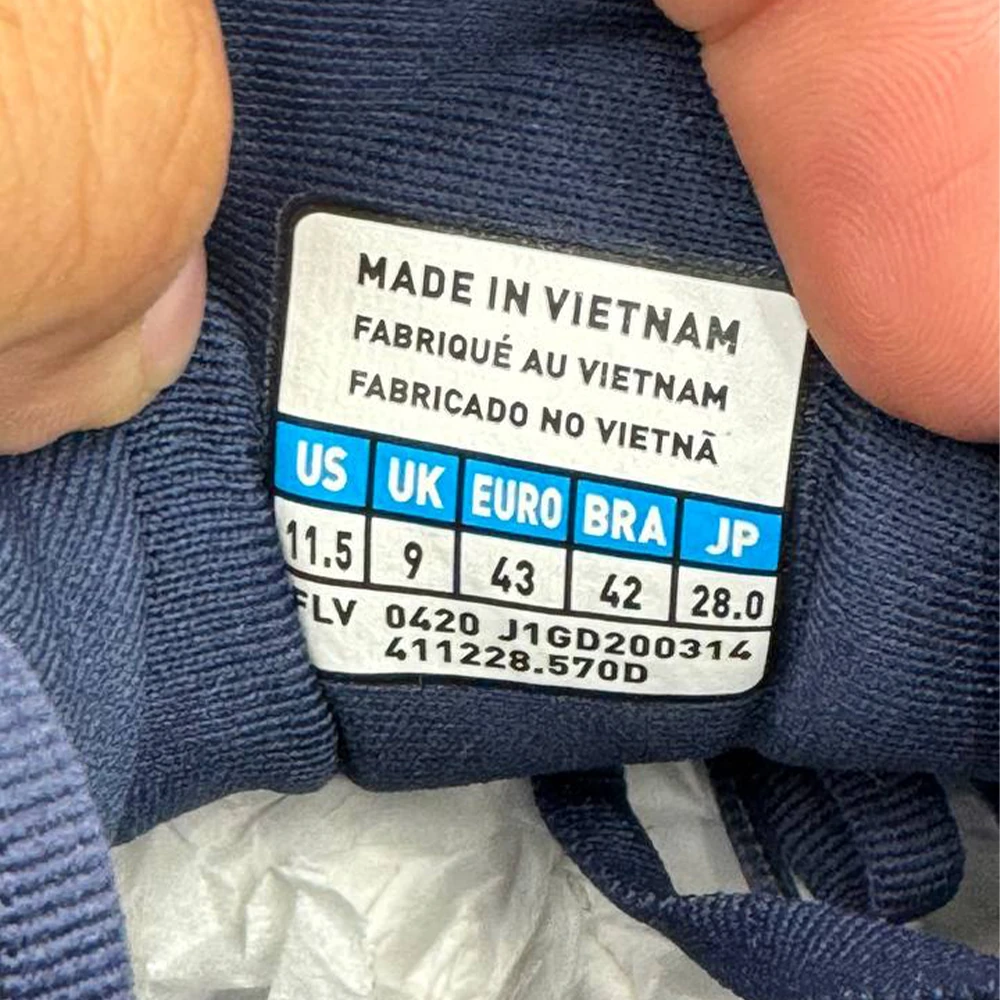 MADE IN VIETNAM
FABRIQUÉ AU VIETNAM
FABRICADO NO VIETNÃ
US UK EURO BRA JP
11.5 9 43 42 28.0
FLV 0420 J1GD200314
411228.570D